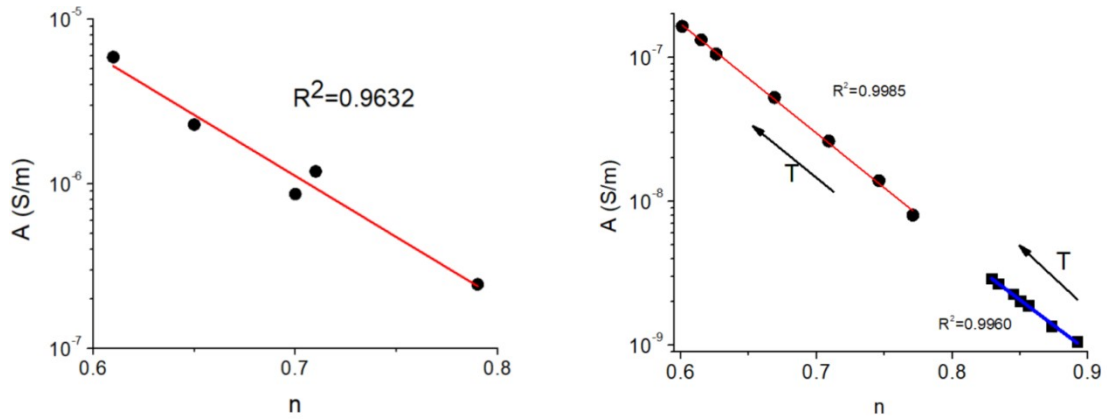 10⁻⁵
10⁻⁶
10⁻⁷
A (S/m)
R²=0.9632
0.6 0.7 0.8
n
10⁻⁷
10⁻⁸
10⁻⁹
A (S/m)
R²=0.9985
T
T
R²=0.9960
0.6 0.7 0.8 0.9
n